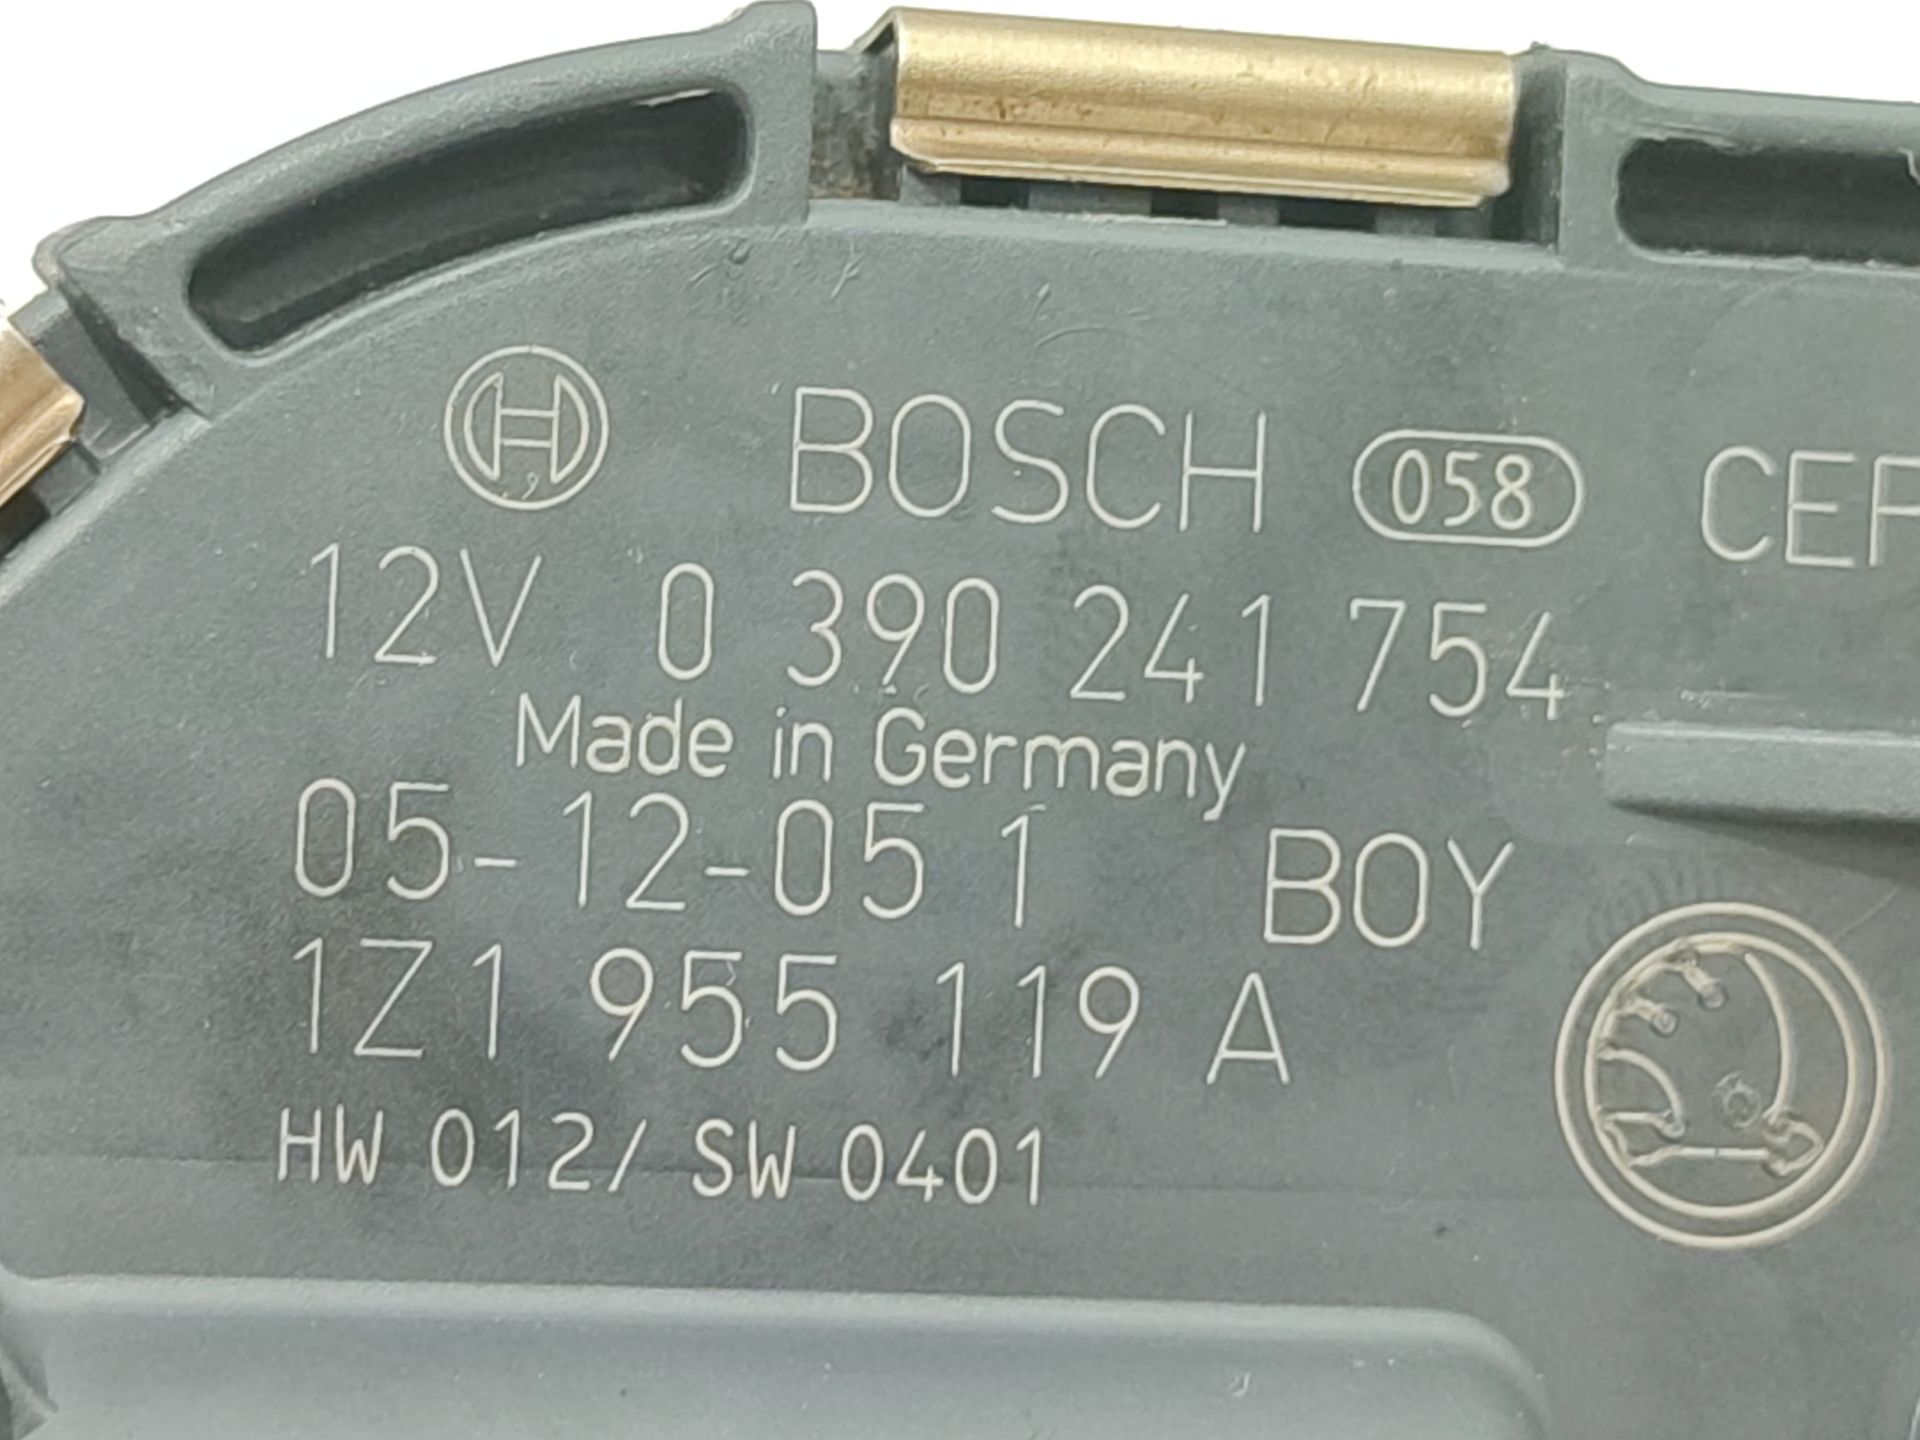 BOSCH 058 CEP
12V 0 390 241 754
Made in Germany
05-12-05 1 BOY
1Z1 955 119 A
HW 012/ SW 0401